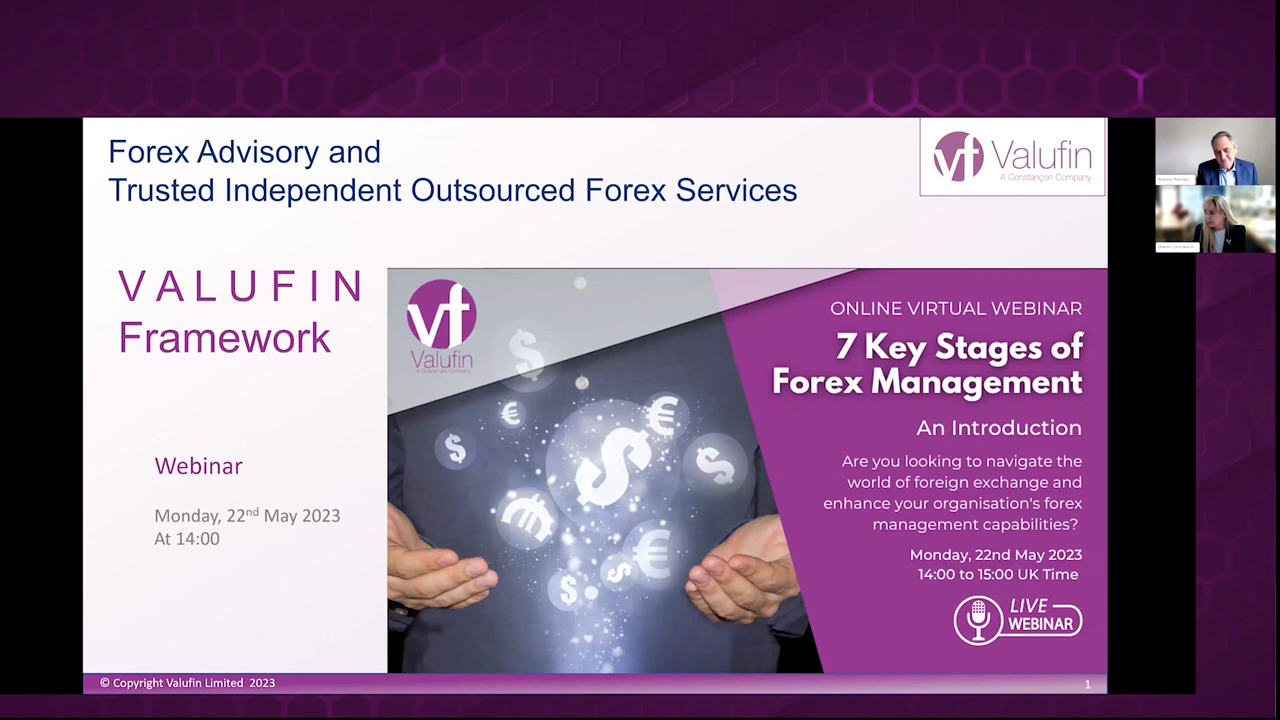 Forex Advisory and
Trusted Independent Outsourced Forex Services
vf Valufin
A Constançon Company
VALUFIN
Framework
Webinar
Monday, 22nd May 2023
At 14:00
vf
Valufin
ONLINE VIRTUAL WEBINAR
7 Key Stages of
Forex Management
An Introduction
Are you looking to navigate the
world of foreign exchange and
enhance your organisation's forex
management capabilities?
Monday, 22nd May 2023
14:00 to 15:00 UK Time
LIVE
WEBINAR
© Copyright Valufin Limited 2023
1